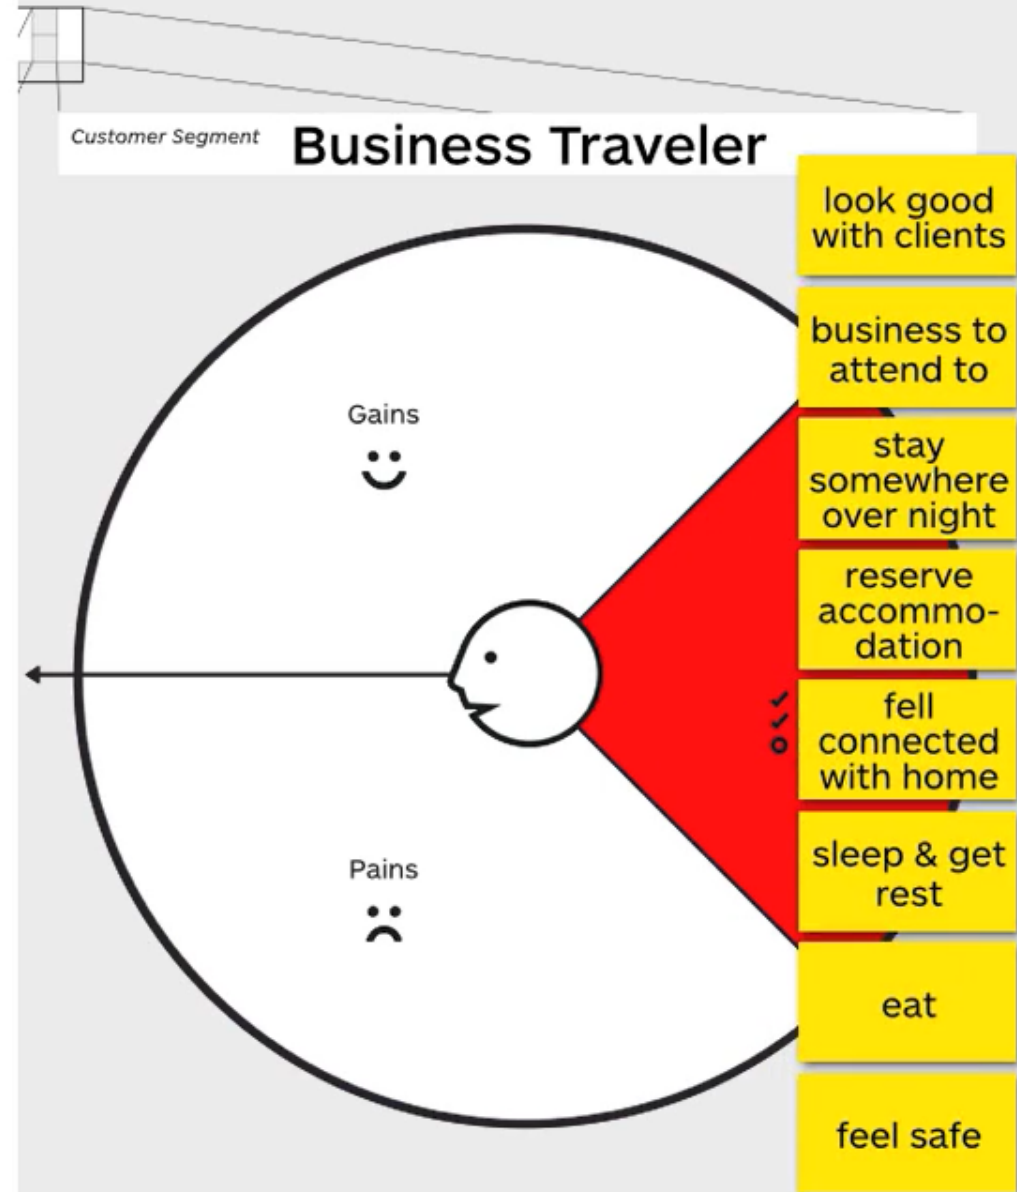 Customer Segment
Business Traveler
look good
with clients
business to
attend to
Gains
stay
somewhere
over night
reserve
accommo-
dation
fell
connected
with home
sleep & get
rest
Pains
eat
feel safe